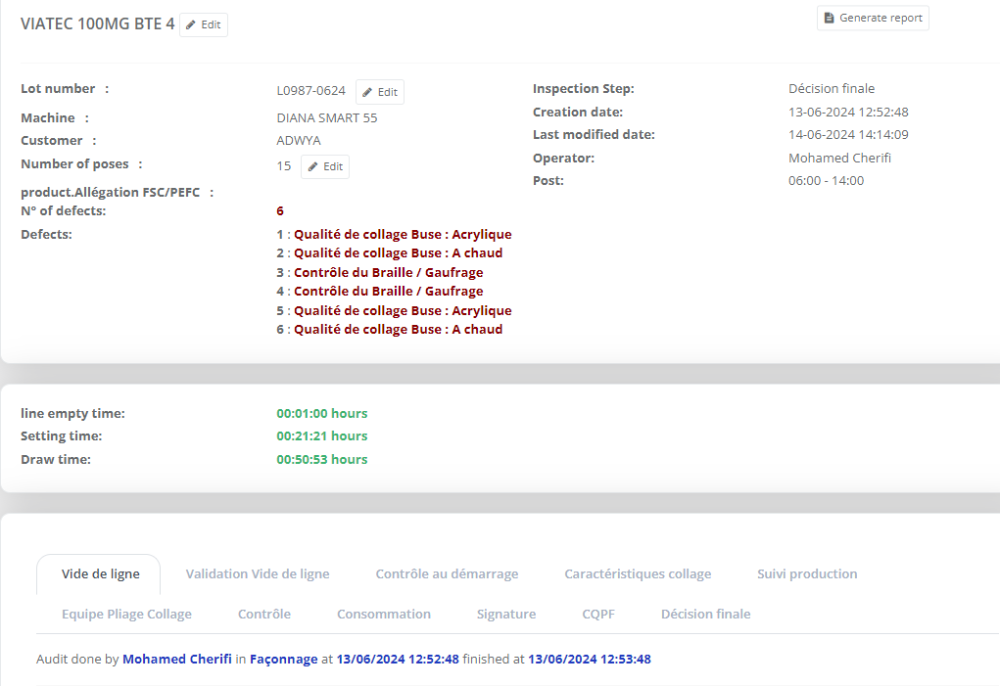 VIATEC 100MG BTE 4 Edit
Generate report
Lot number : L0987-0624 Edit
Machine : DIANA SMART 55
Customer : ADWYA
Number of poses : 15 Edit
product.Allégation FSC/PEFC :
N° of defects: 6
Defects: 1 : Qualité de collage Buse : Acrylique
2 : Qualité de collage Buse : A chaud
3 : Contrôle du Braille / Gaufrage
4 : Contrôle du Braille / Gaufrage
5 : Qualité de collage Buse : Acrylique
6 : Qualité de collage Buse : A chaud
Inspection Step: Décision finale
Creation date: 13-06-2024 12:52:48
Last modified date: 14-06-2024 14:14:09
Operator: Mohamed Cherifi
Post: 06:00 - 14:00
line empty time: 00:01:00 hours
Setting time: 00:21:21 hours
Draw time: 00:50:53 hours
Vide de ligne Validation Vide de ligne Contrôle au démarrage Caractéristiques collage Suivi production
Equipe Pliage Collage Contrôle Consommation Signature CQPF Décision finale
Audit done by Mohamed Cherifi in Façonnage at 13/06/2024 12:52:48 finished at 13/06/2024 12:53:48